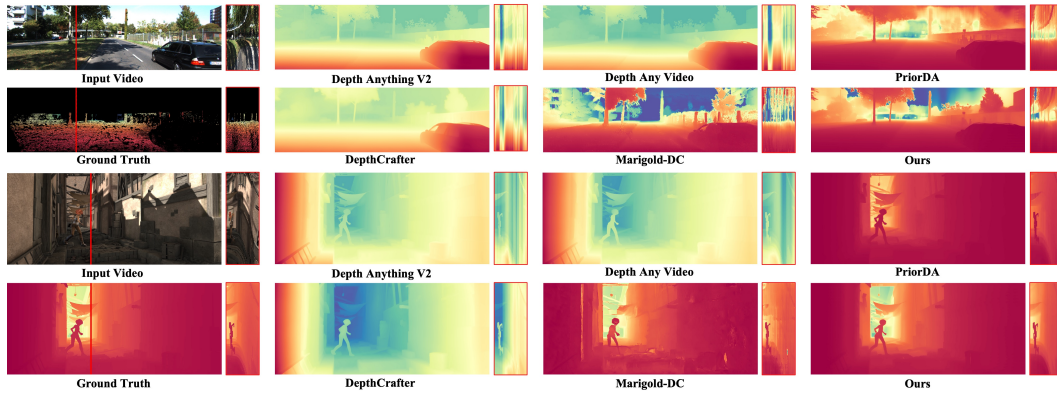 Input Video
Depth Anything V2
Depth Any Video
PriorDA
Ground Truth
DepthCrafter
Marigold-DC
Ours
Input Video
Depth Anything V2
Depth Any Video
PriorDA
Ground Truth
DepthCrafter
Marigold-DC
Ours